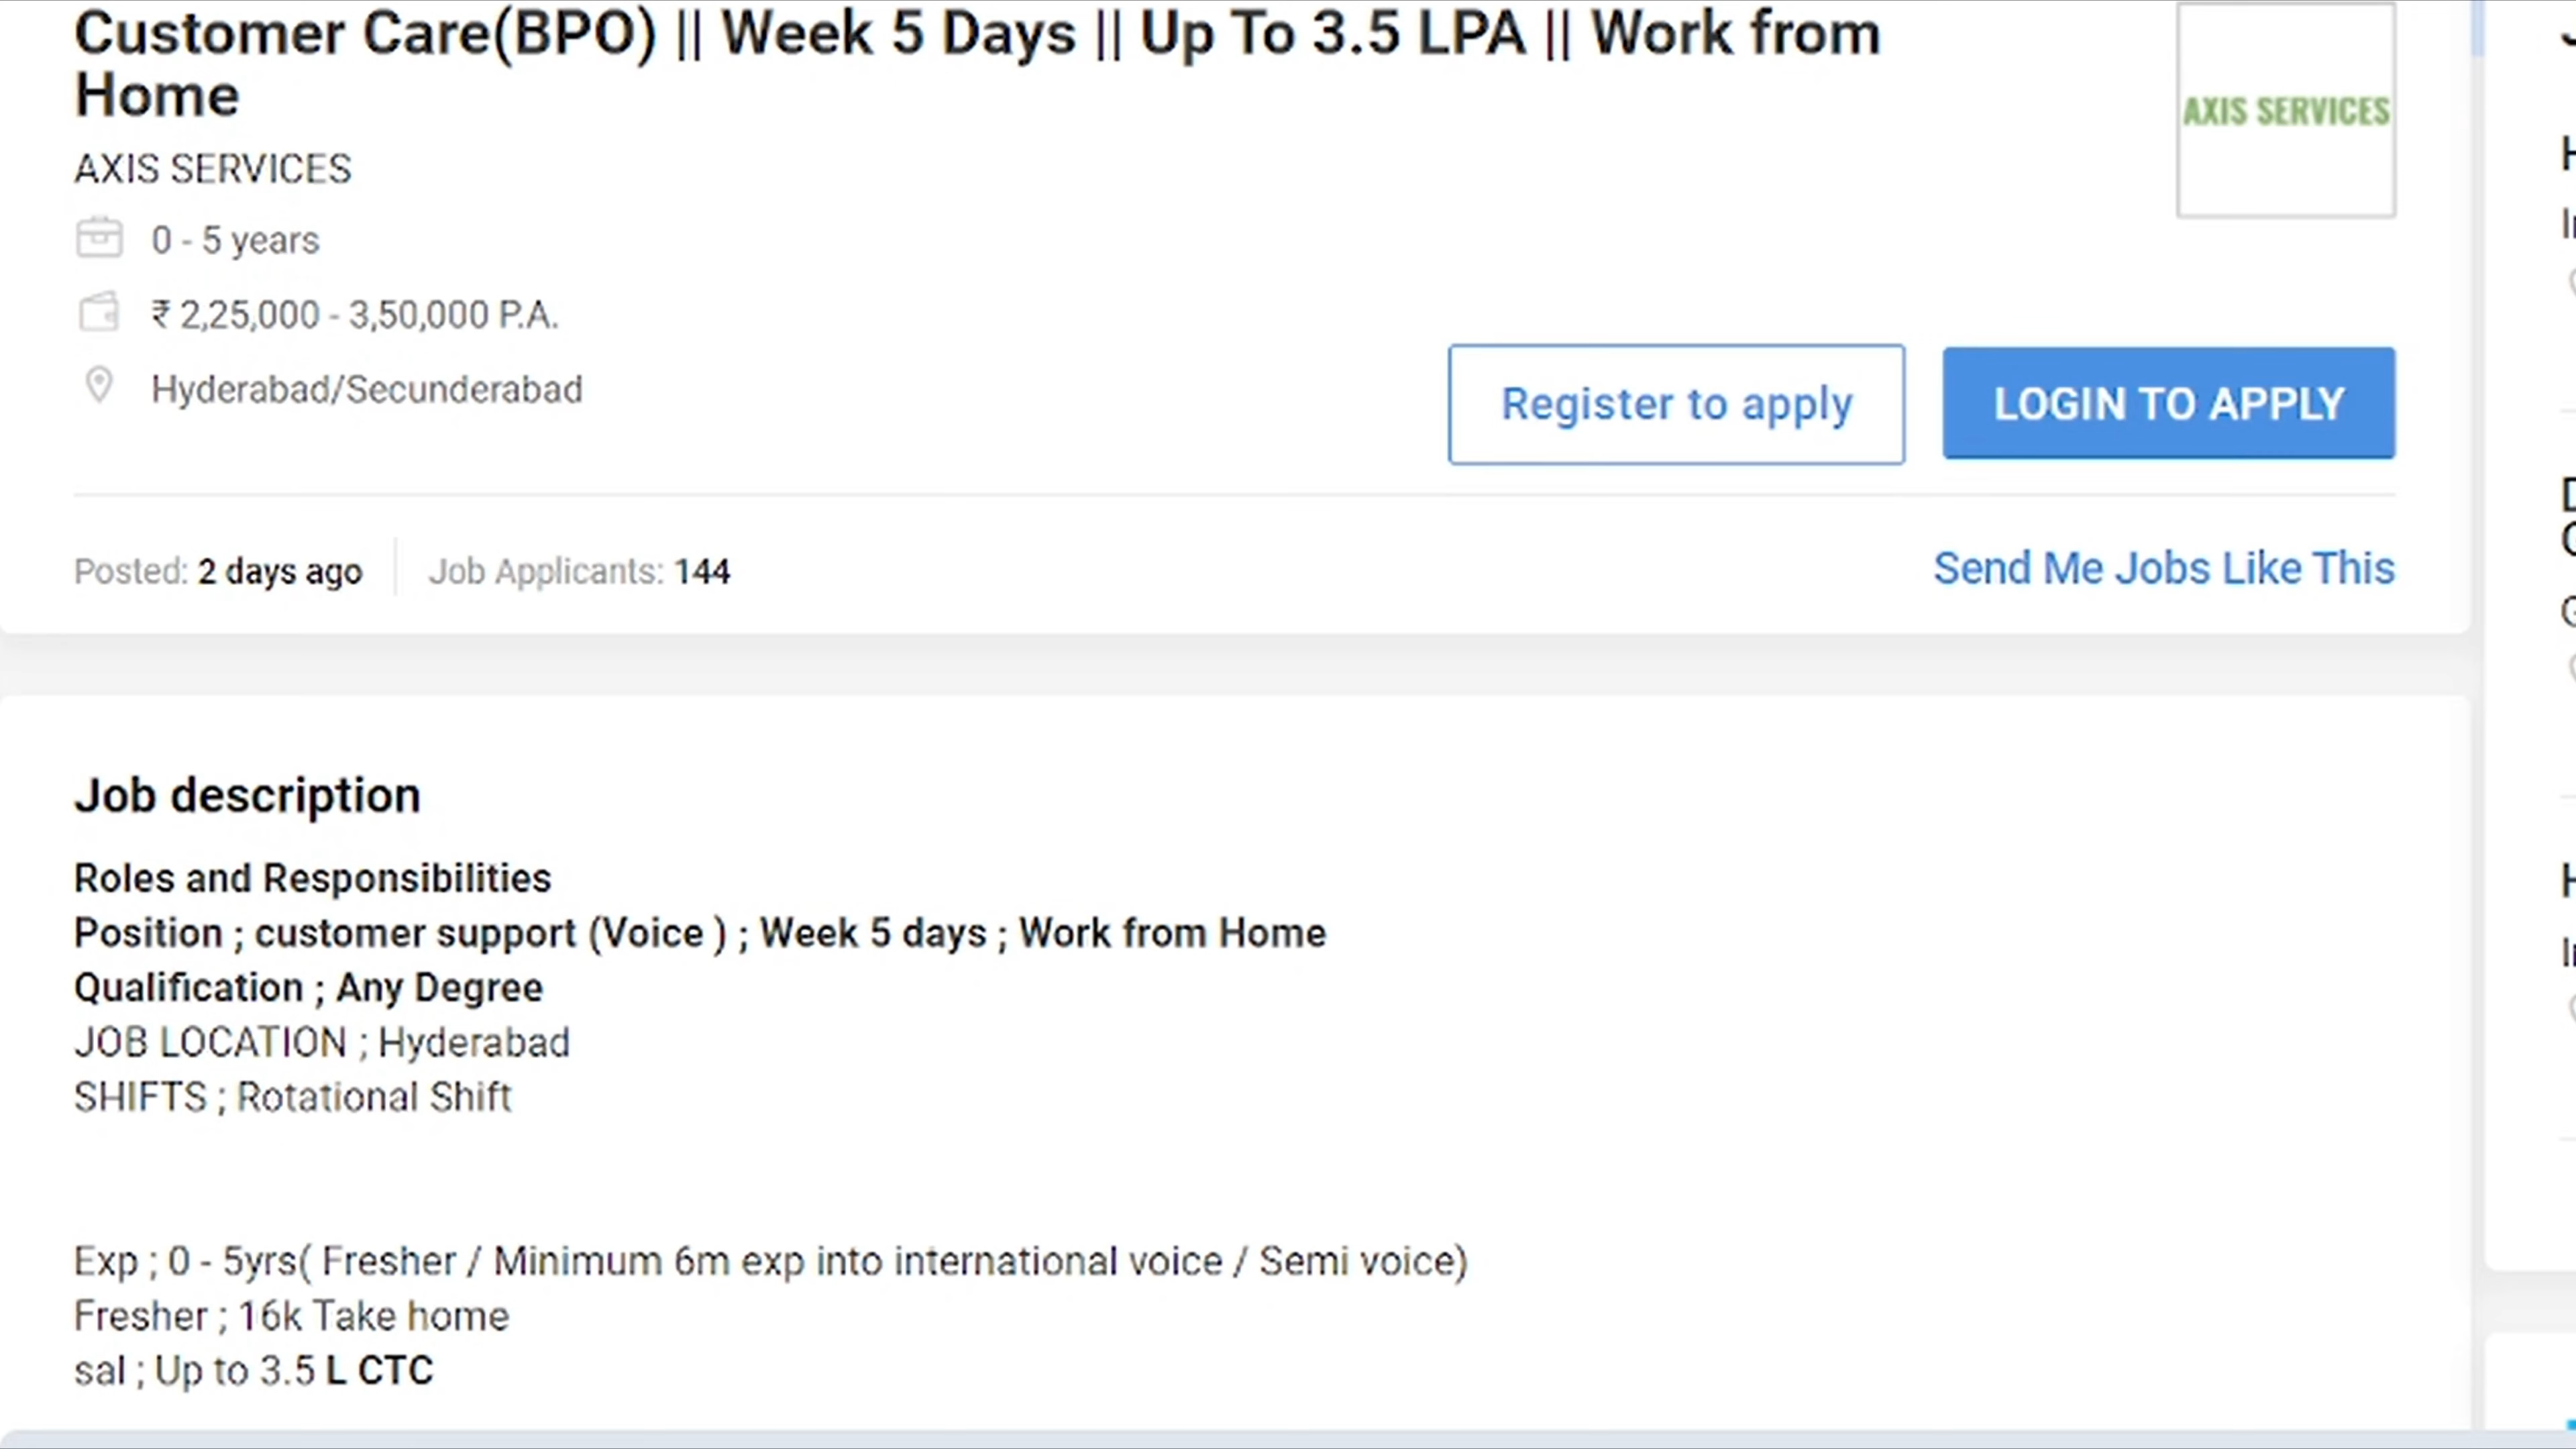 Customer Care(BPO) || Week 5 Days || Up To 3.5 LPA || Work from
Home
AXIS SERVICES
AXIS SERVICES
0 - 5 years
₹ 2,25,000 - 3,50,000 P.A.
Hyderabad/Secunderabad
Register to apply
LOGIN TO APPLY
Posted: 2 days ago
Job Applicants: 144
Send Me Jobs Like This
Job description
Roles and Responsibilities
Position ; customer support (Voice ) ; Week 5 days ; Work from Home
Qualification ; Any Degree
JOB LOCATION ; Hyderabad
SHIFTS ; Rotational Shift
Exp ; 0 - 5yrs( Fresher / Minimum 6m exp into international voice / Semi voice)
Fresher ; 16k Take home
sal ; Up to 3.5 L CTC